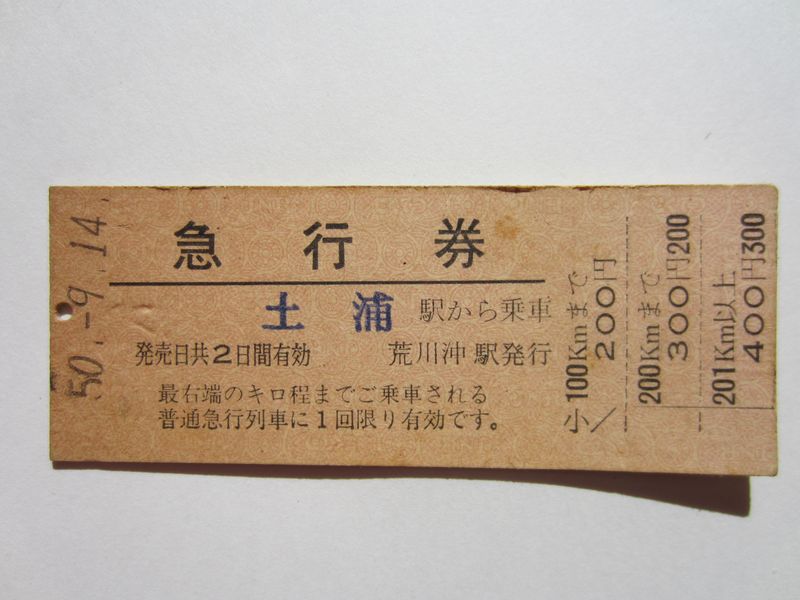 50.-9.14.
急行券
土浦 駅から乗車
発売日共2日間有効 荒川沖駅発行
最右端のキロ程までご乗車される
普通急行列車に1回限り有効です。
小/
100Kmまで
200円
200Kmまで
300円200
201Km以上
400円300